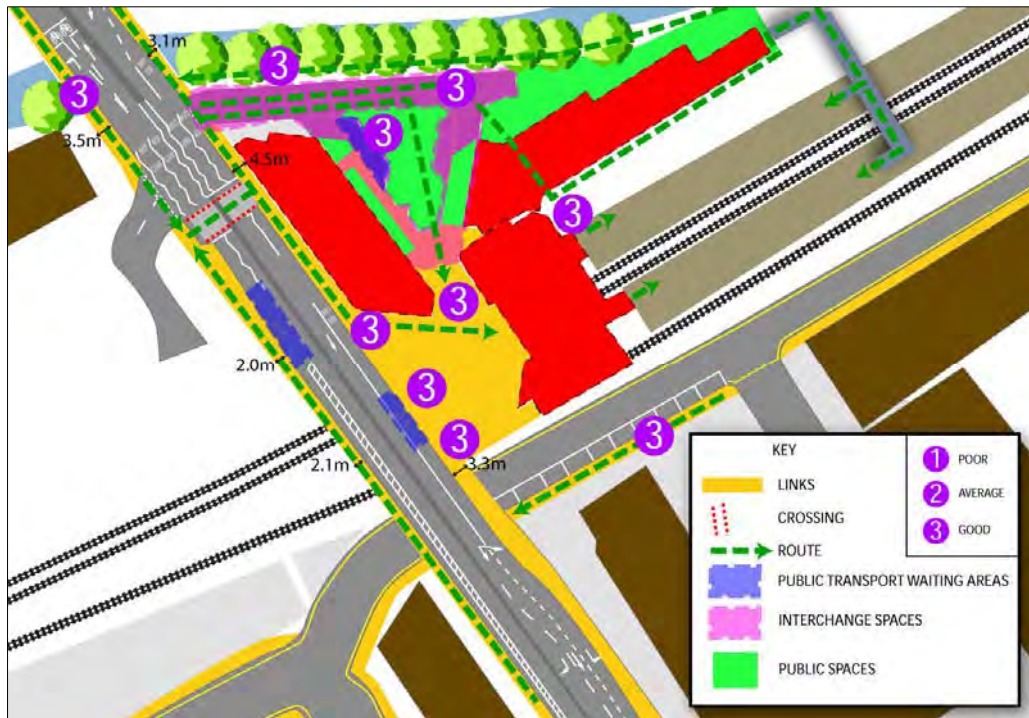 3.1m
3
3
3
3.5m
3
4.5m
3
3
3
2.0m
3
3
3
2.1m
3.3m
KEY
LINKS
CROSSING
ROUTE
PUBLIC TRANSPORT WAITING AREAS
INTERCHANGE SPACES
PUBLIC SPACES
1 POOR
2 AVERAGE
3 GOOD